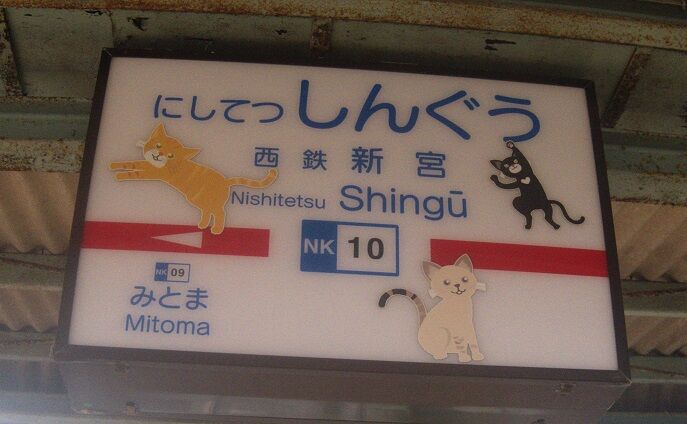 にしてつしんぐう
西鉄新宮
Nishitetsu Shingū
NK 10
NK 09
みとま
Mitoma